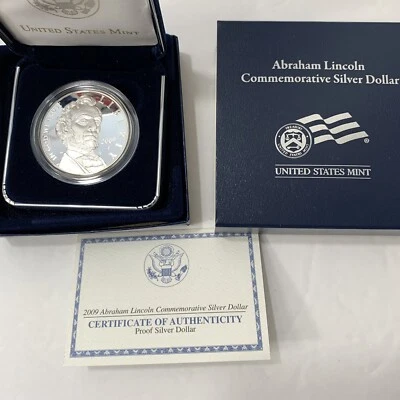 UNITED STATES MINT
2009
Abraham Lincoln
Commemorative Silver Dollar
UNITED STATES MINT
2009 Abraham Lincoln Commemorative Silver Dollar
CERTIFICATE OF AUTHENTICITY
Proof Silver Dollar